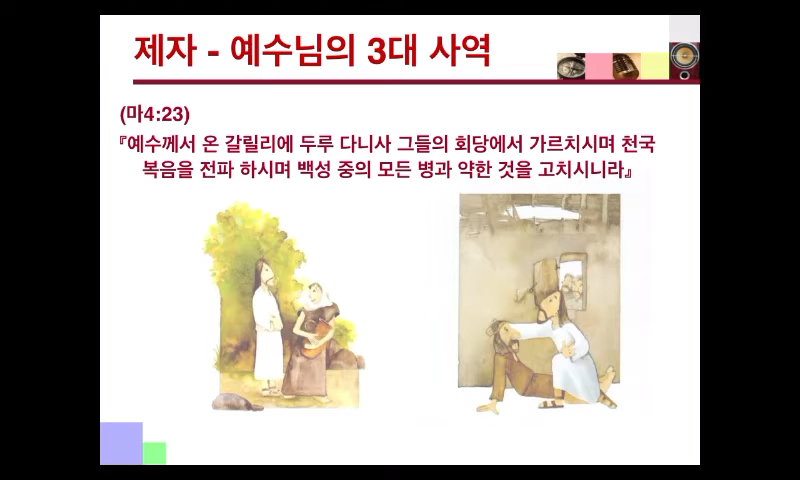 제자 - 예수님의 3대 사역
(마4:23)
『예수께서 온 갈릴리에 두루 다니사 그들의 회당에서 가르치시며 천국
복음을 전파 하시며 백성 중의 모든 병과 약한 것을 고치시니라』